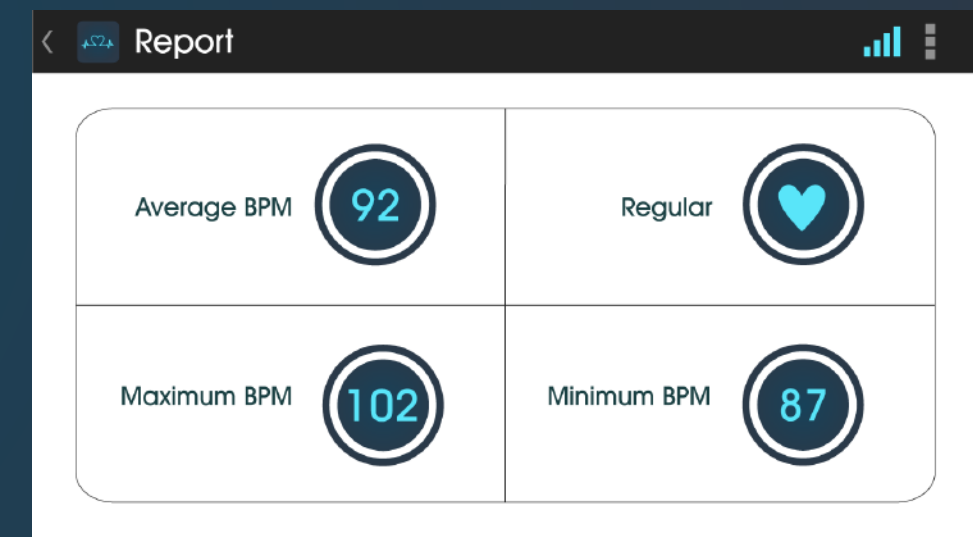 Report
Average BPM 92
Regular
Maximum BPM 102
Minimum BPM 87